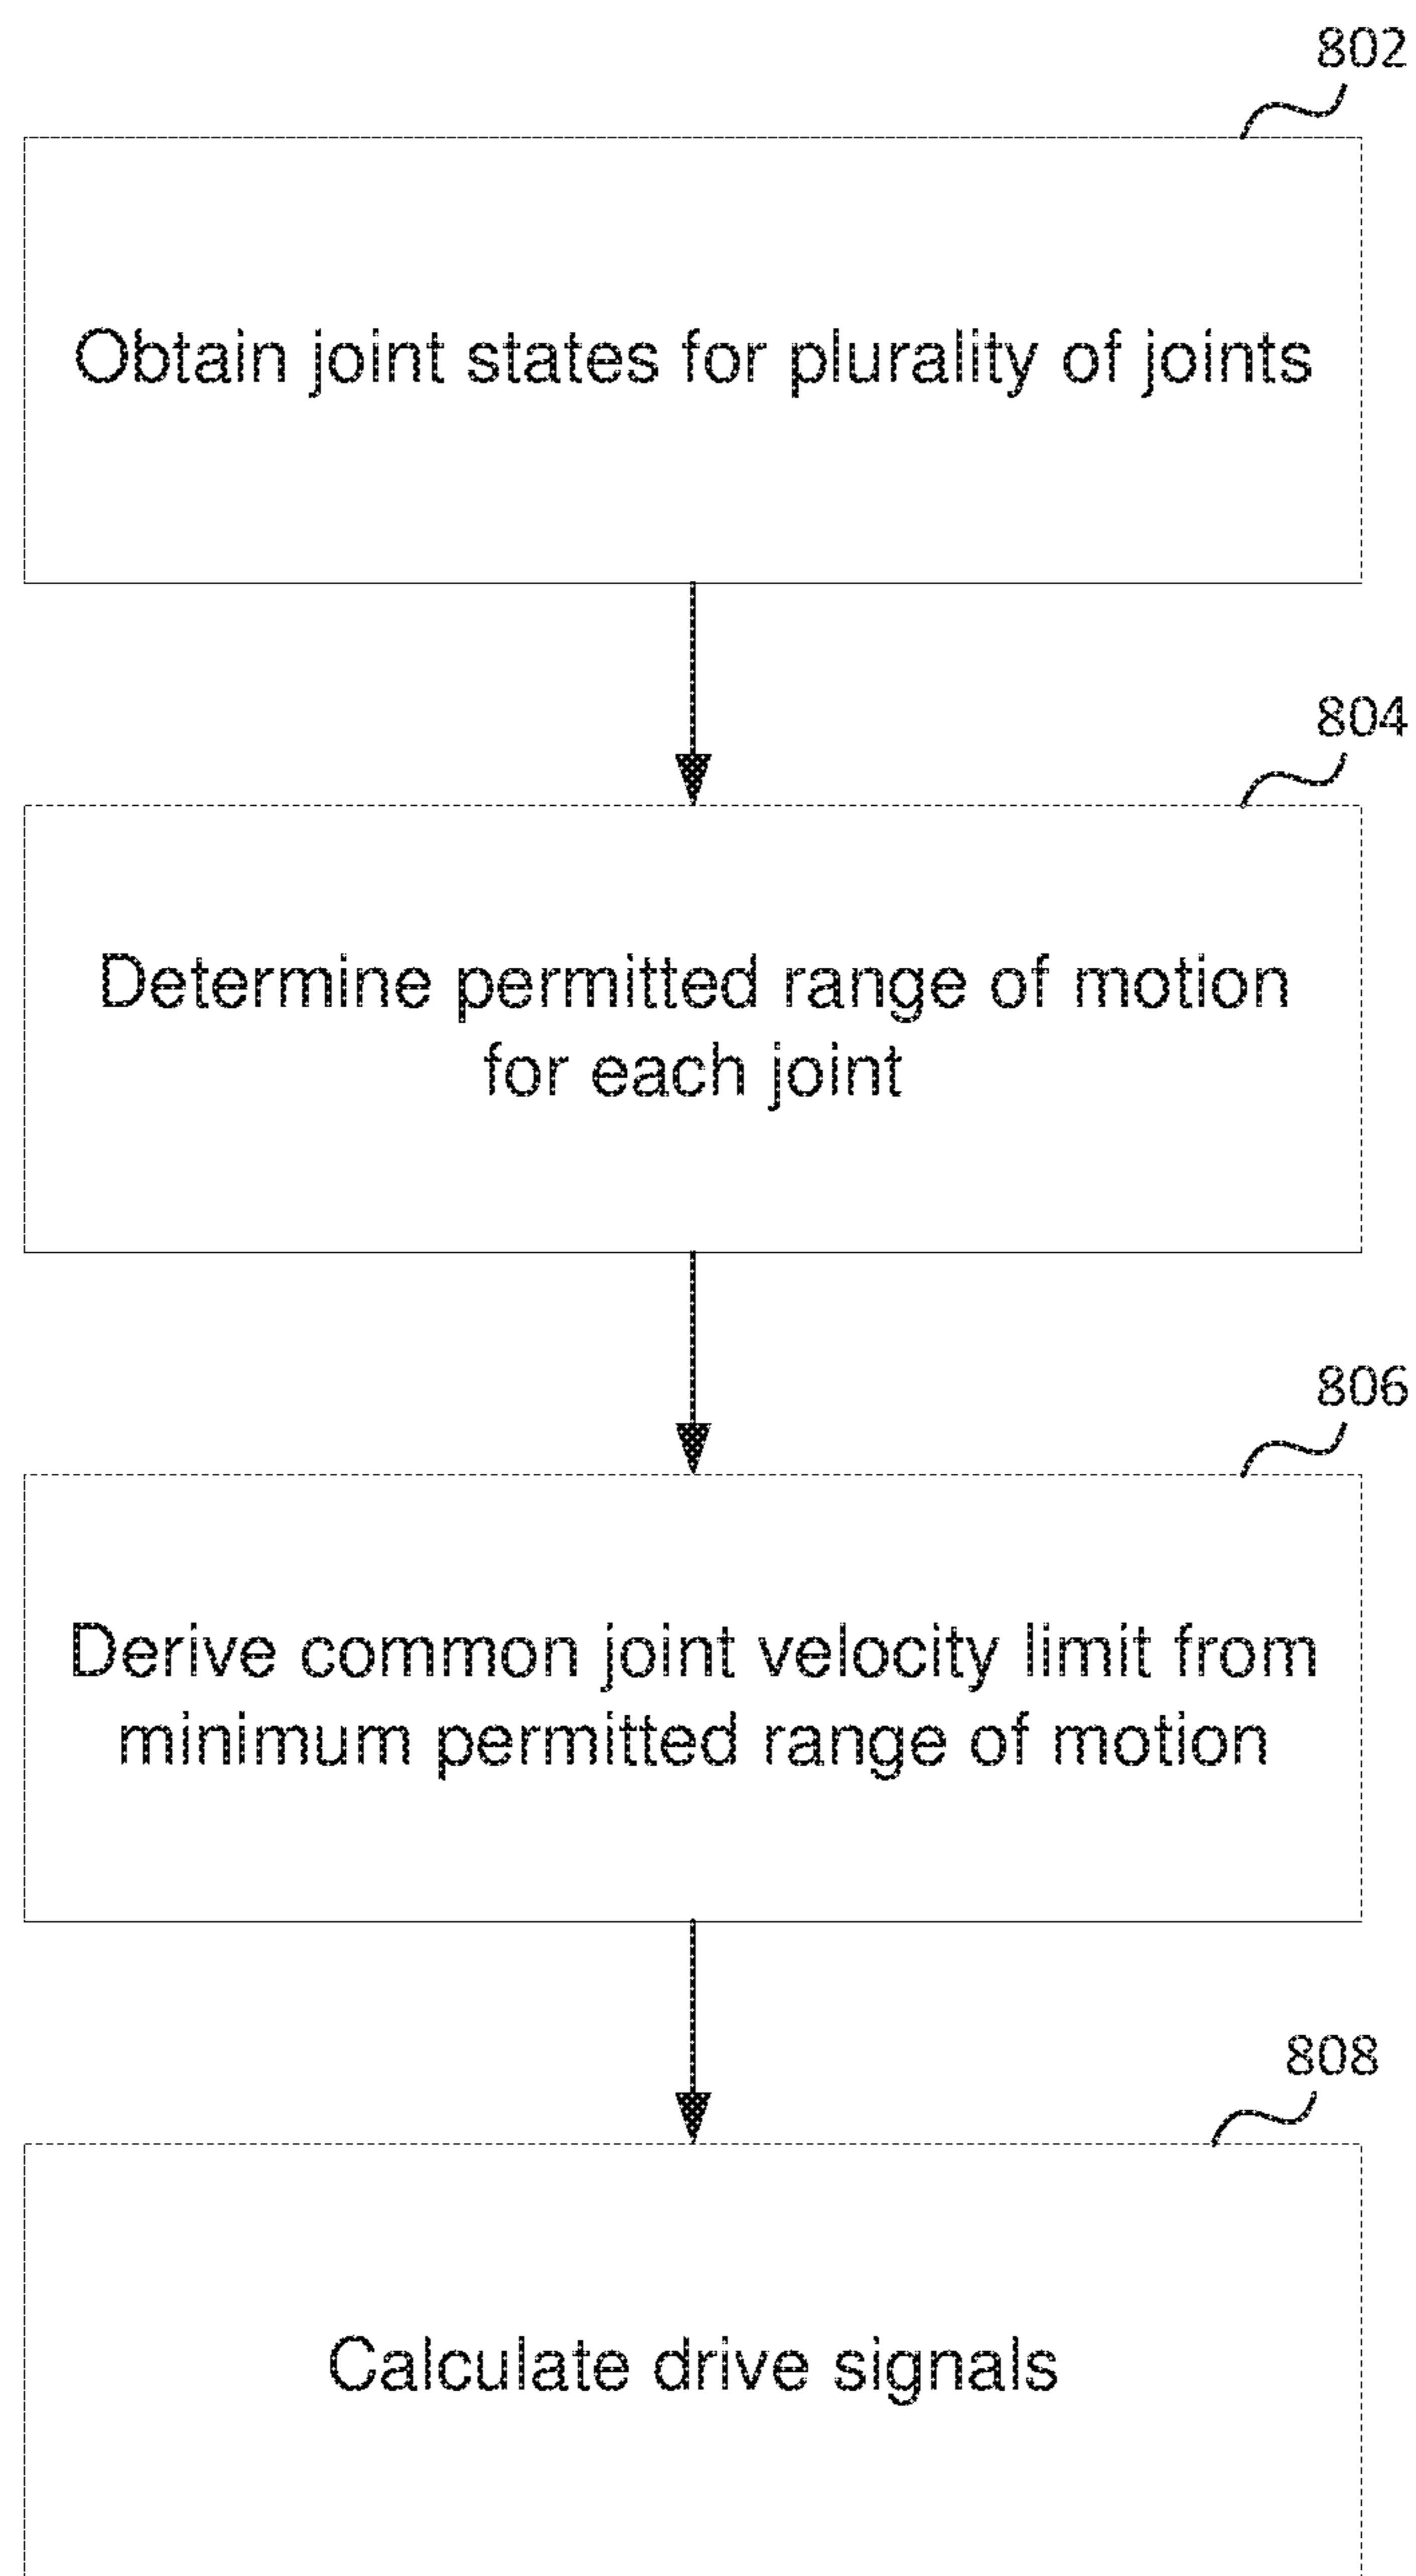 802
Obtain joint states for plurality of joints
804
Determine permitted range of motion
for each joint
806
Derive common joint velocity limit from
minimum permitted range of motion
808
Calculate drive signals